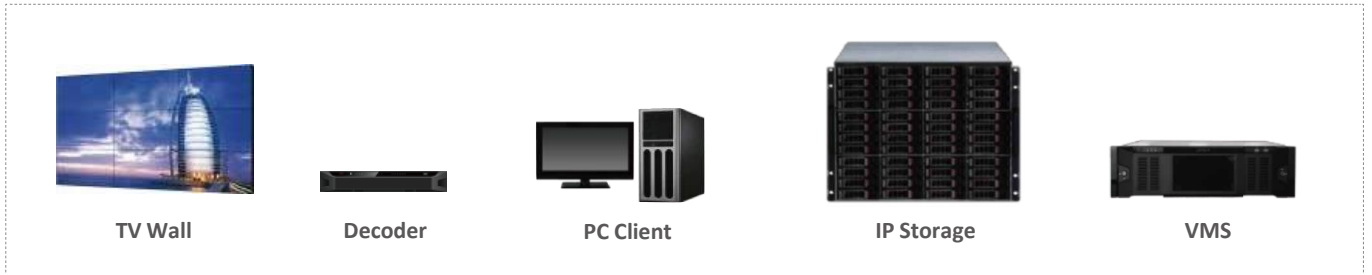 TV Wall
Decoder
PC Client
IP Storage
VMS